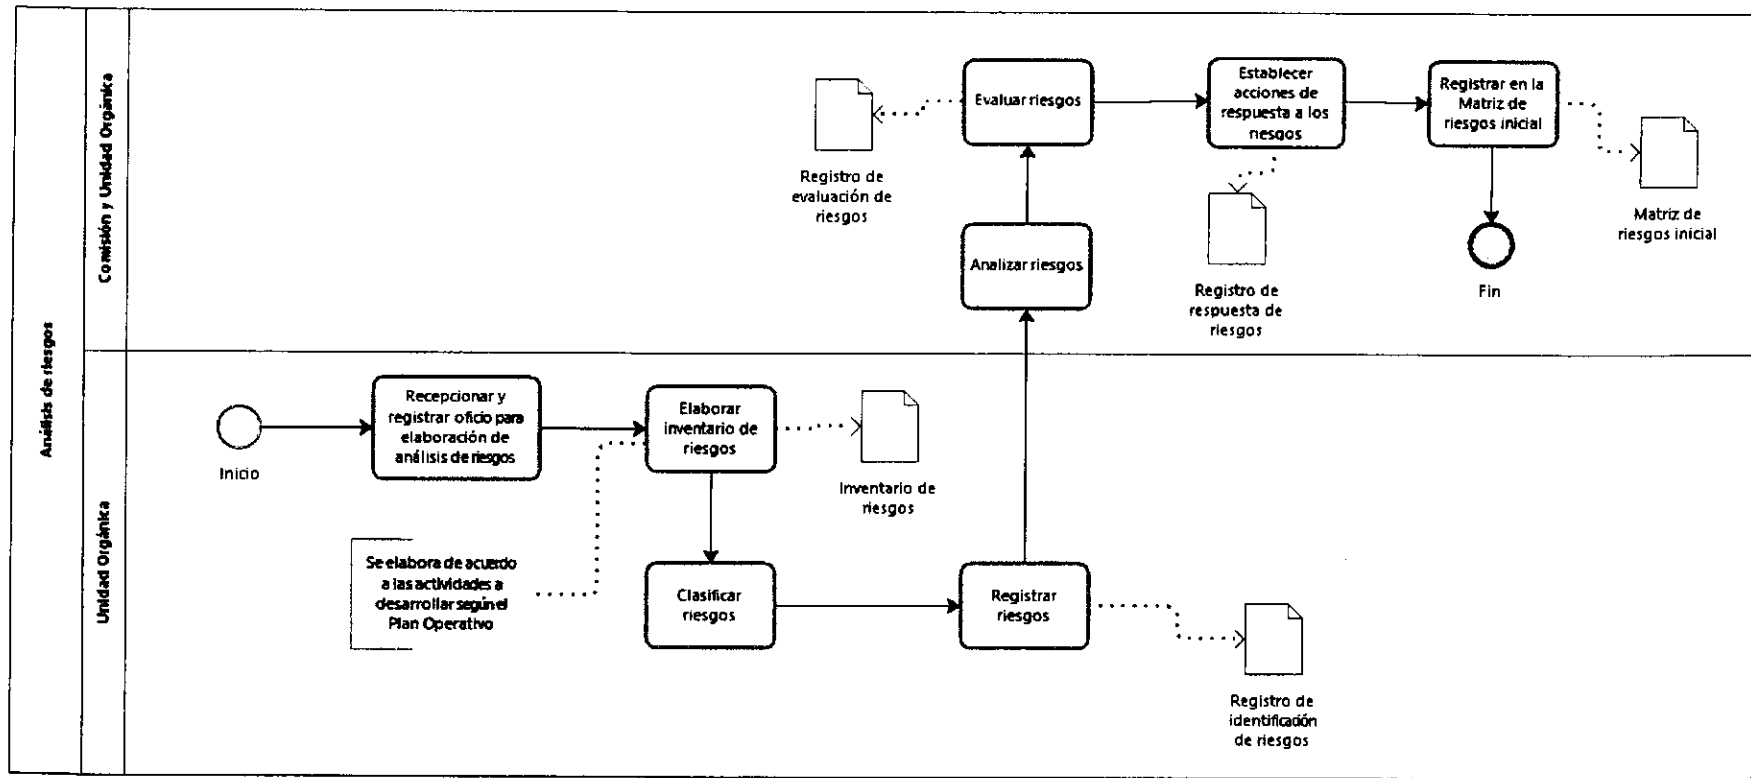 Análisis de riesgos
Comisión y Unidad Orgánica
Evaluar riesgos
Establecer
acciones de
respuesta a los
riesgos
Registrar en la
Matriz de
riesgos inicial
Registro de
evaluación de
riesgos
Matriz de
riesgos inicial
Analizar riesgos
Registro de
respuesta de
riesgos
Fin
Unidad Orgánica
Inicio
Recepcionar y
registrar oficio para
elaboración de
análisis de riesgos
Elaborar
inventario de
riesgos
Inventario de
riesgos
Se elabora de acuerdo
a las actividades a
desarrollar según el
Plan Operativo
Clasificar
riesgos
Registrar
riesgos
Registro de
identificación
de riesgos